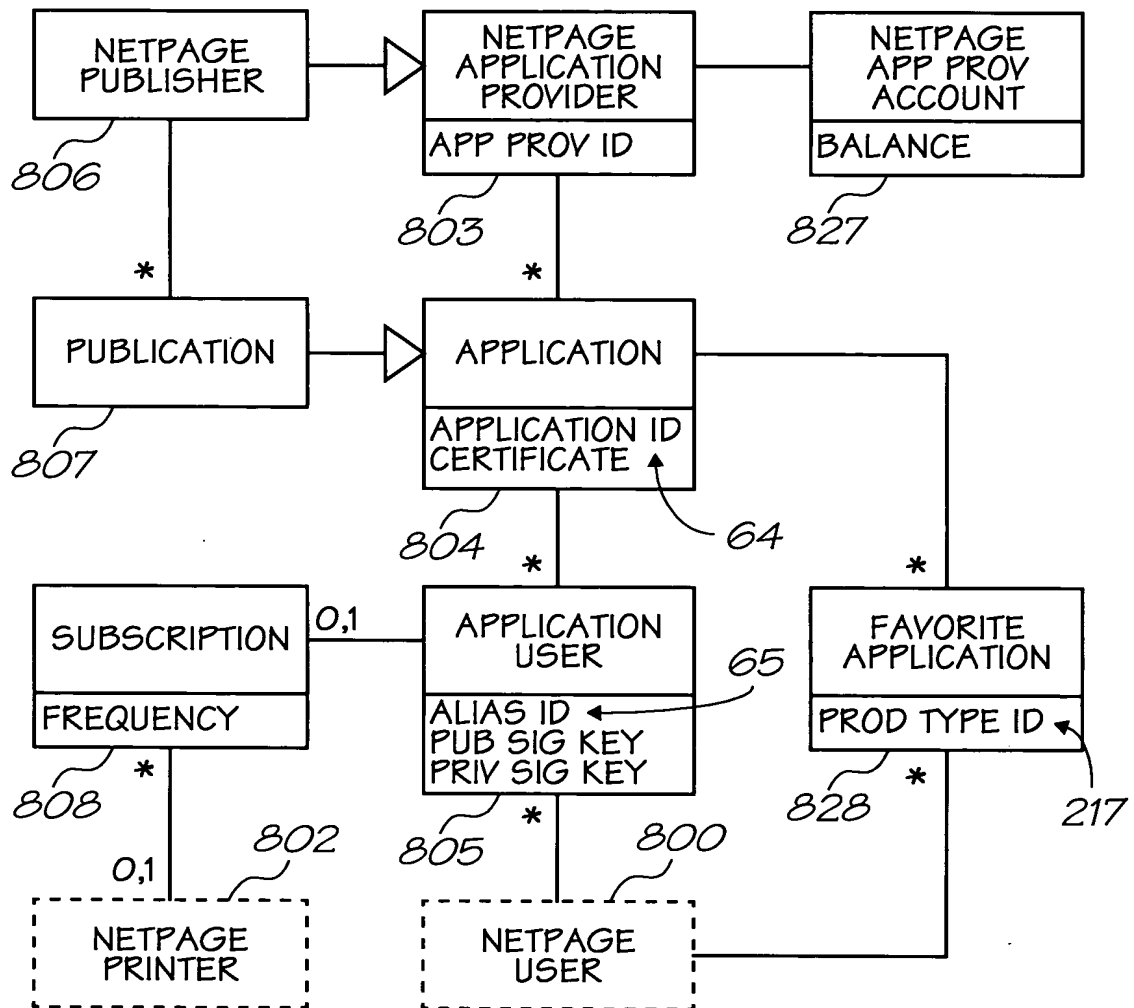 NETPAGE
PUBLISHER
806
NETPAGE
APPLICATION
PROVIDER
APP PROV ID
803
NETPAGE
APP PROV
ACCOUNT
BALANCE
827
*
*
PUBLICATION
807
APPLICATION
APPLICATION ID
CERTIFICATE
804
64
*
*
SUBSCRIPTION
FREQUENCY
808
0,1
APPLICATION
USER
ALIAS ID
PUB SIG KEY
PRIV SIG KEY
805
65
FAVORITE
APPLICATION
PROD TYPE ID
828
217
*
*
*
0,1
802
NETPAGE
PRINTER
800
NETPAGE
USER